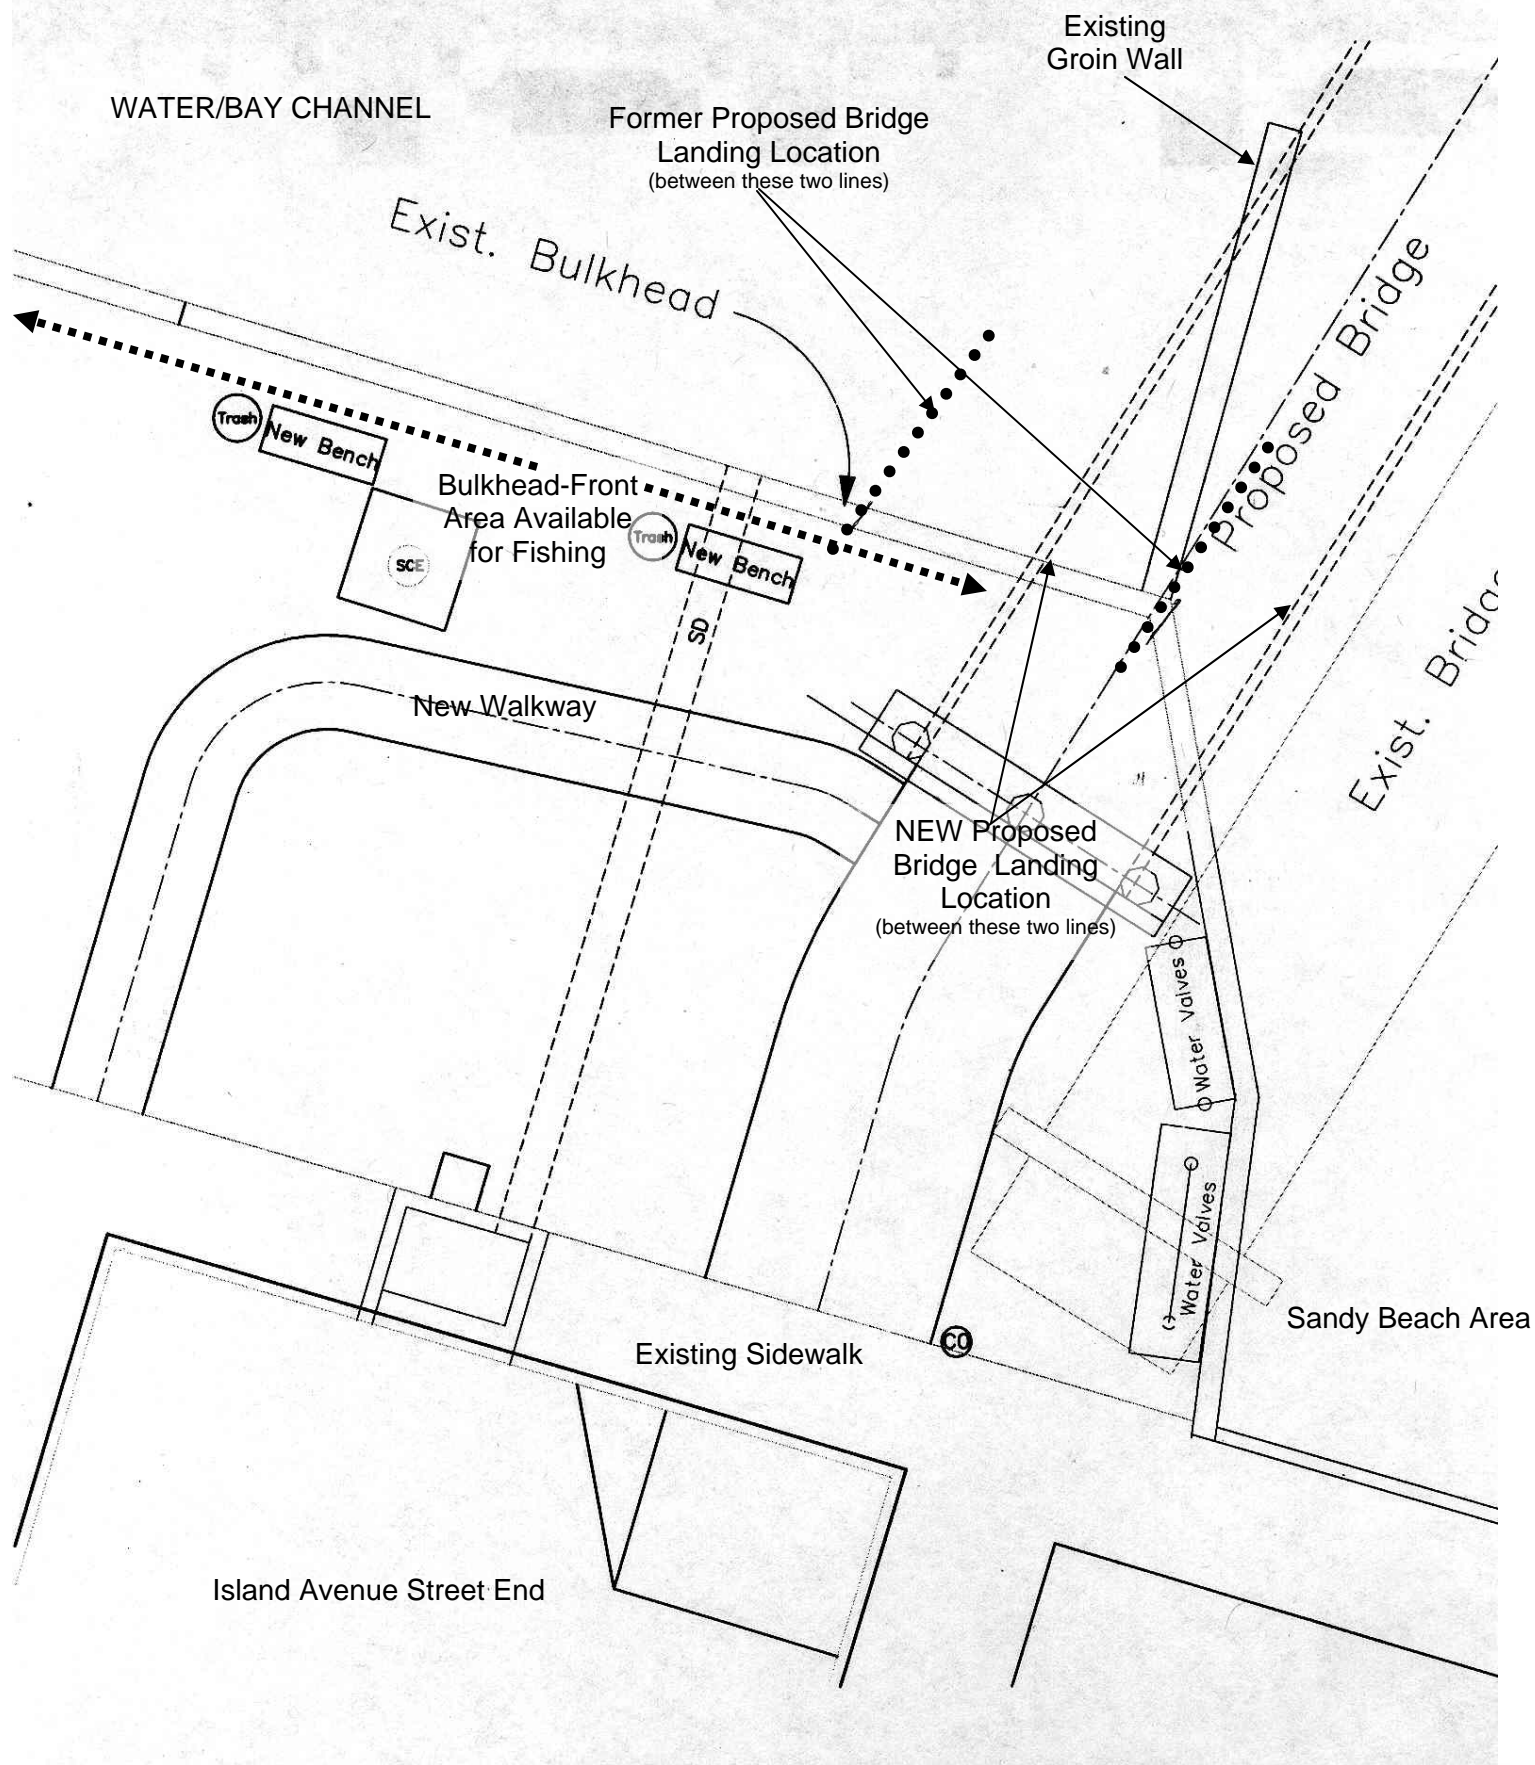 Existing
Groin Wall
WATER/BAY CHANNEL
Former Proposed Bridge
Landing Location
(between these two lines)
Exist. Bulkhead
Proposed Bridge
Trash
New Bench
Bulkhead-Front
Area Available
for Fishing
SCE
Trash
New Bench
SD
Exist.
New Walkway
NEW Proposed
Bridge Landing
Location
(between these two lines)
Water Valves
Water Valves
Sandy Beach Area
CO
Existing Sidewalk
Island Avenue Street End